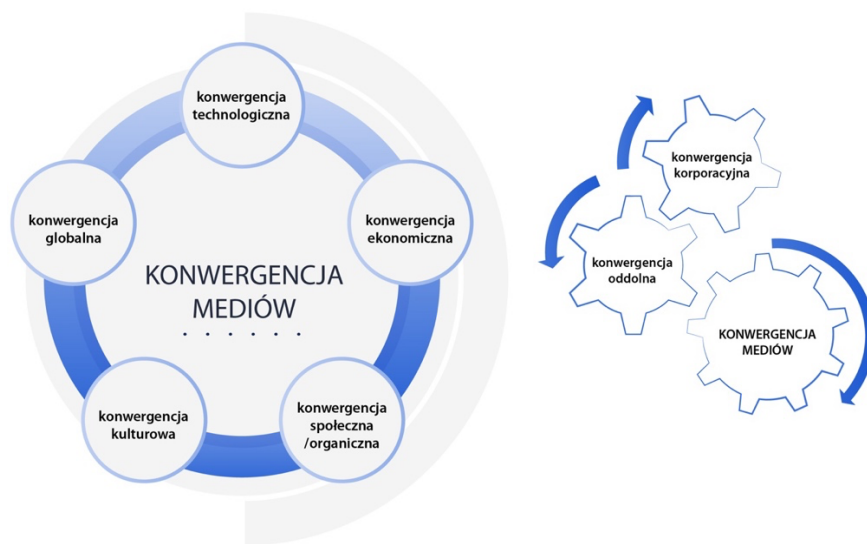 konwergencja
technologiczna
konwergencja
globalna
konwergencja
ekonomiczna
KONWERGENCJA
MEDIÓW
konwergencja
kulturowa
konwergencja
społeczna
/organiczna
konwergencja
korporacyjna
konwergencja
oddolna
KONWERGENCJA
MEDIÓW